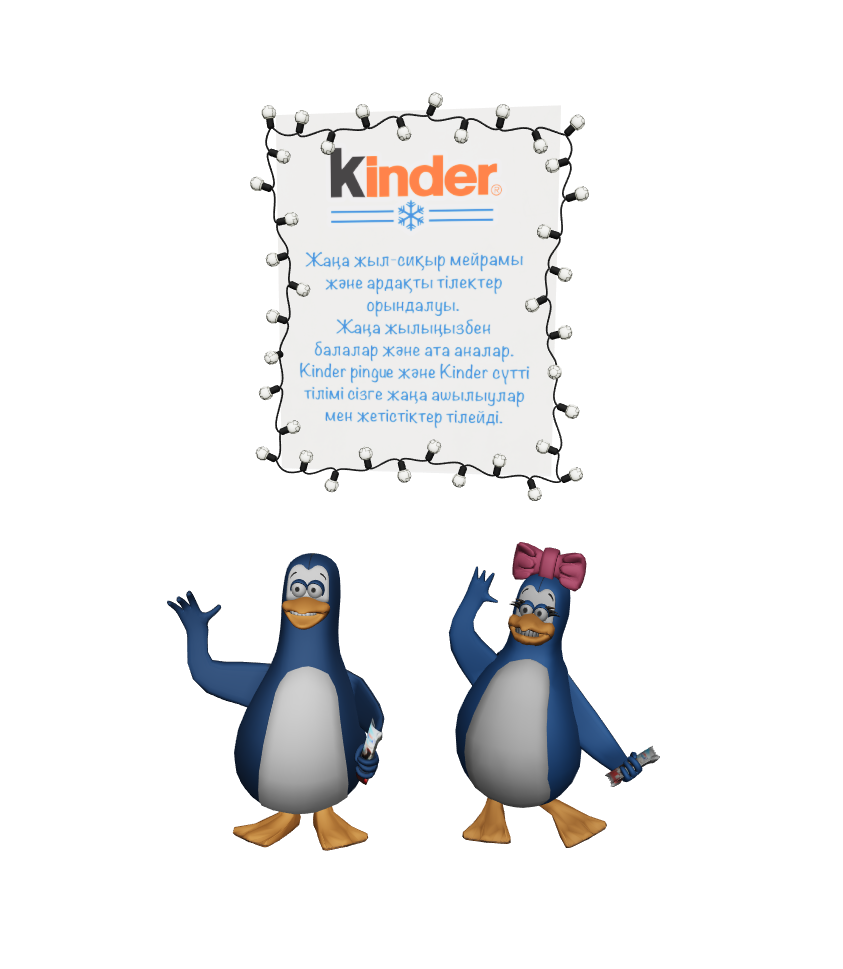 kinder®
Жаңа жыл-сиқыр мейрамы
және ардақты тілектер
орындалуы.
Жаңа жылыңызбен
балалар және ата аналар.
Kinder pingue және Kinder сүтті
тілімі сізге жаңа ашылыулар
мен жетістіктер тілейді.